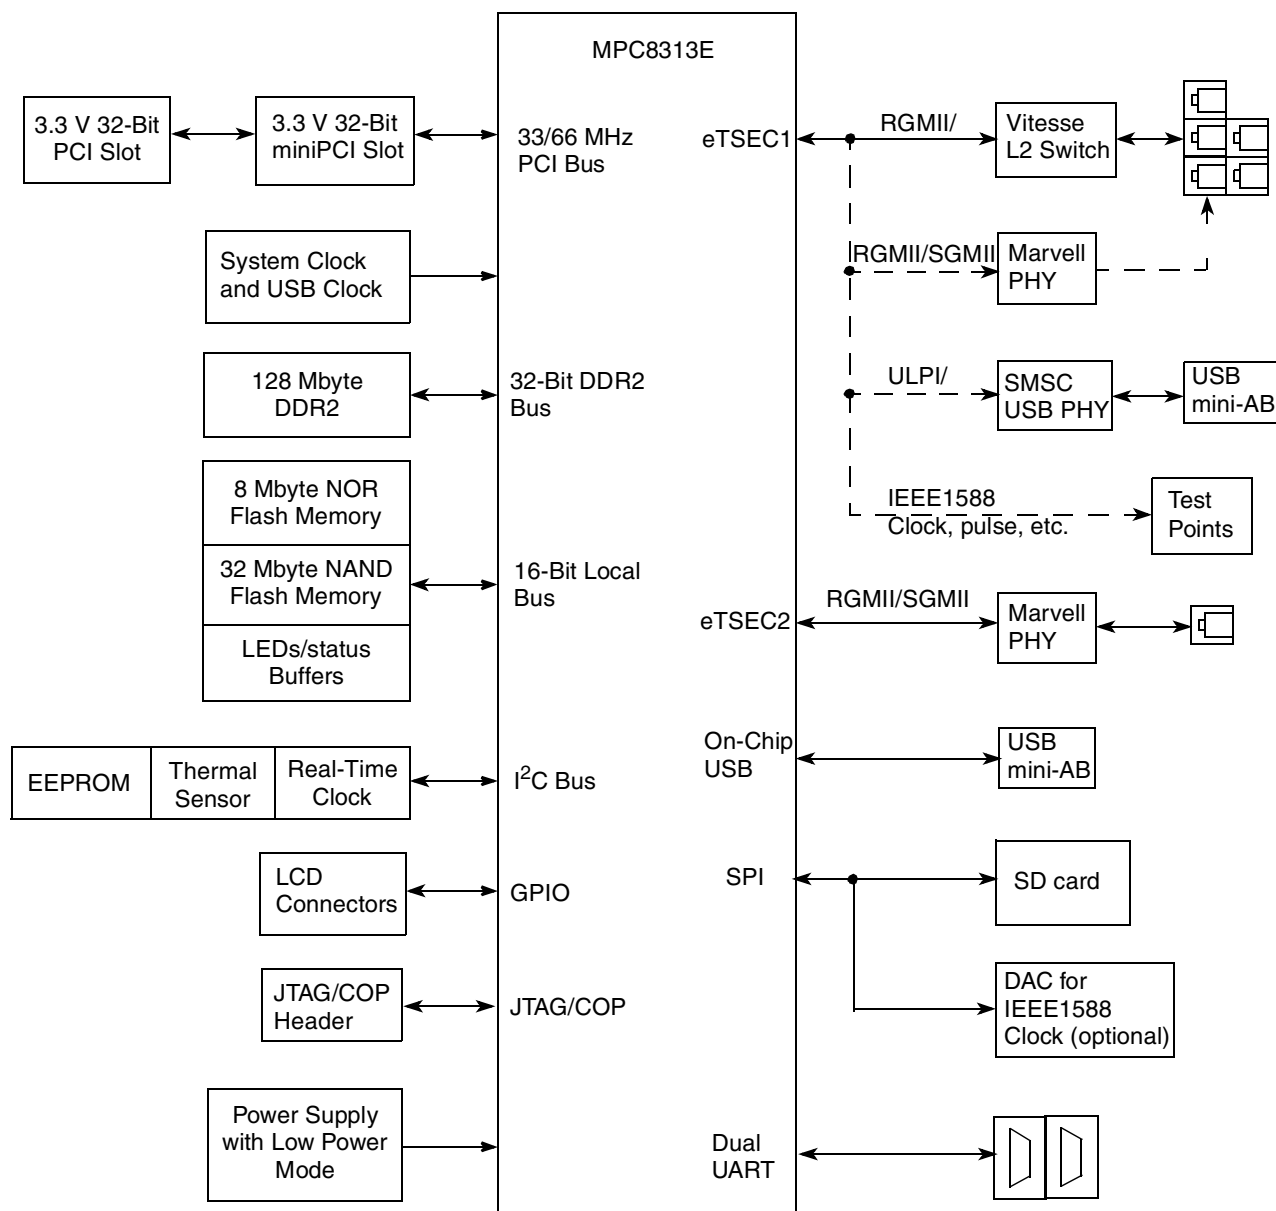 MPC8313E
3.3 V 32-Bit
PCI Slot
3.3 V 32-Bit
miniPCI Slot
33/66 MHz
PCI Bus
System Clock
and USB Clock
128 Mbyte
DDR2
32-Bit DDR2
Bus
8 Mbyte NOR
Flash Memory
32 Mbyte NAND
Flash Memory
LEDs/status
Buffers
16-Bit Local
Bus
EEPROM
Thermal
Sensor
Real-Time
Clock
I²C Bus
LCD
Connectors
GPIO
JTAG/COP
Header
JTAG/COP
Power Supply
with Low Power
Mode
eTSEC1
RGMII/
Vitesse
L2 Switch
RGMII/SGMII
Marvell
PHY
ULPI/
SMSC
USB PHY
USB
mini-AB
IEEE1588
Clock, pulse, etc.
Test
Points
eTSEC2
RGMII/SGMII
Marvell
PHY
On-Chip
USB
USB
mini-AB
SPI
SD card
DAC for
IEEE1588
Clock (optional)
Dual
UART